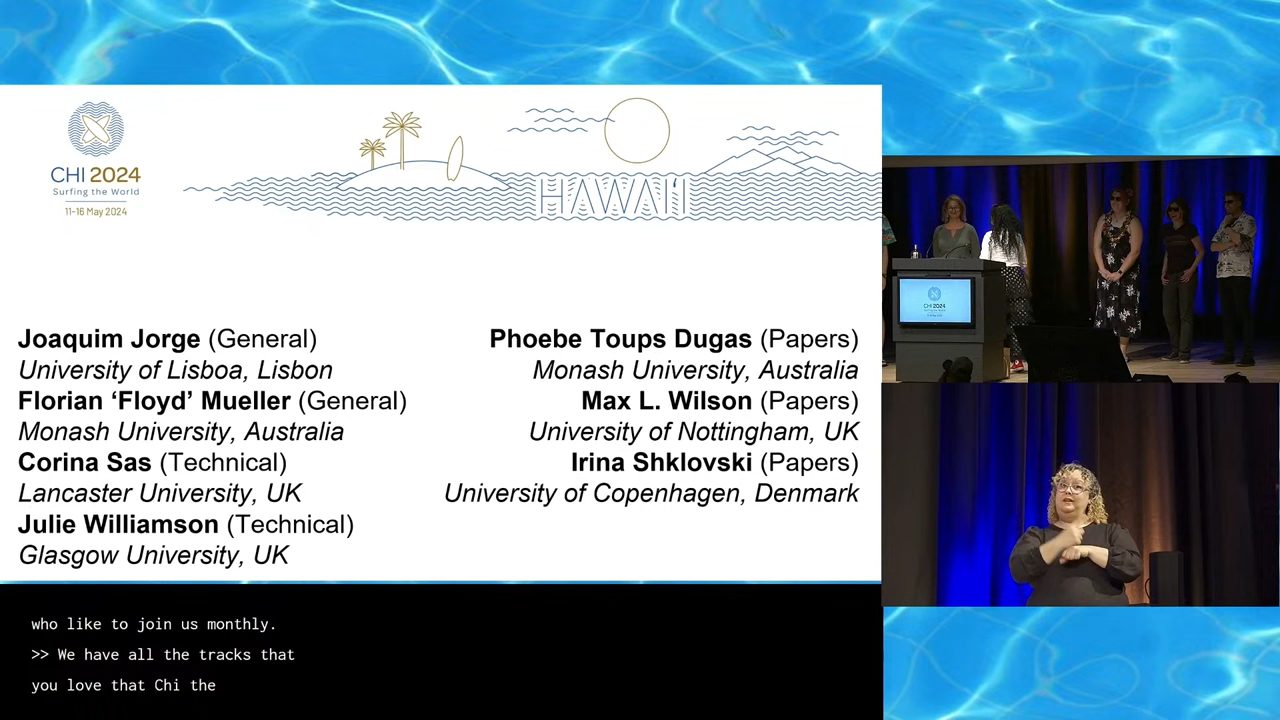 CHI 2024
Surfing the World
11-16 May 2024
HAWAI'I
Joaquim Jorge (General)
University of Lisboa, Lisbon
Florian ‘Floyd’ Mueller (General)
Monash University, Australia
Corina Sas (Technical)
Lancaster University, UK
Julie Williamson (Technical)
Glasgow University, UK
Phoebe Toups Dugas (Papers)
Monash University, Australia
Max L. Wilson (Papers)
University of Nottingham, UK
Irina Shklovski (Papers)
University of Copenhagen, Denmark
CHI 2024
who like to join us monthly.
>> We have all the tracks that
you love that Chi the